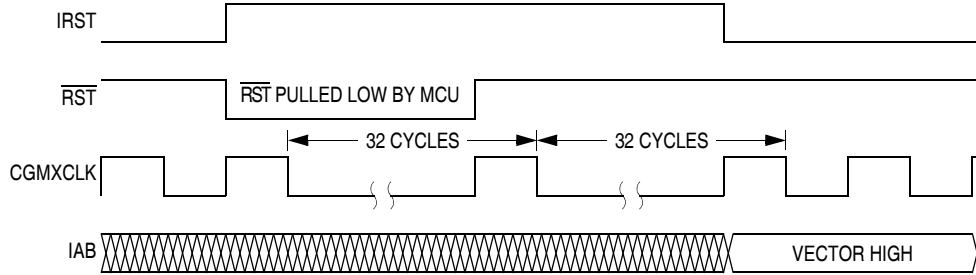 IRST
RST
RST PULLED LOW BY MCU
32 CYCLES
32 CYCLES
CGMXCLK
IAB
VECTOR HIGH